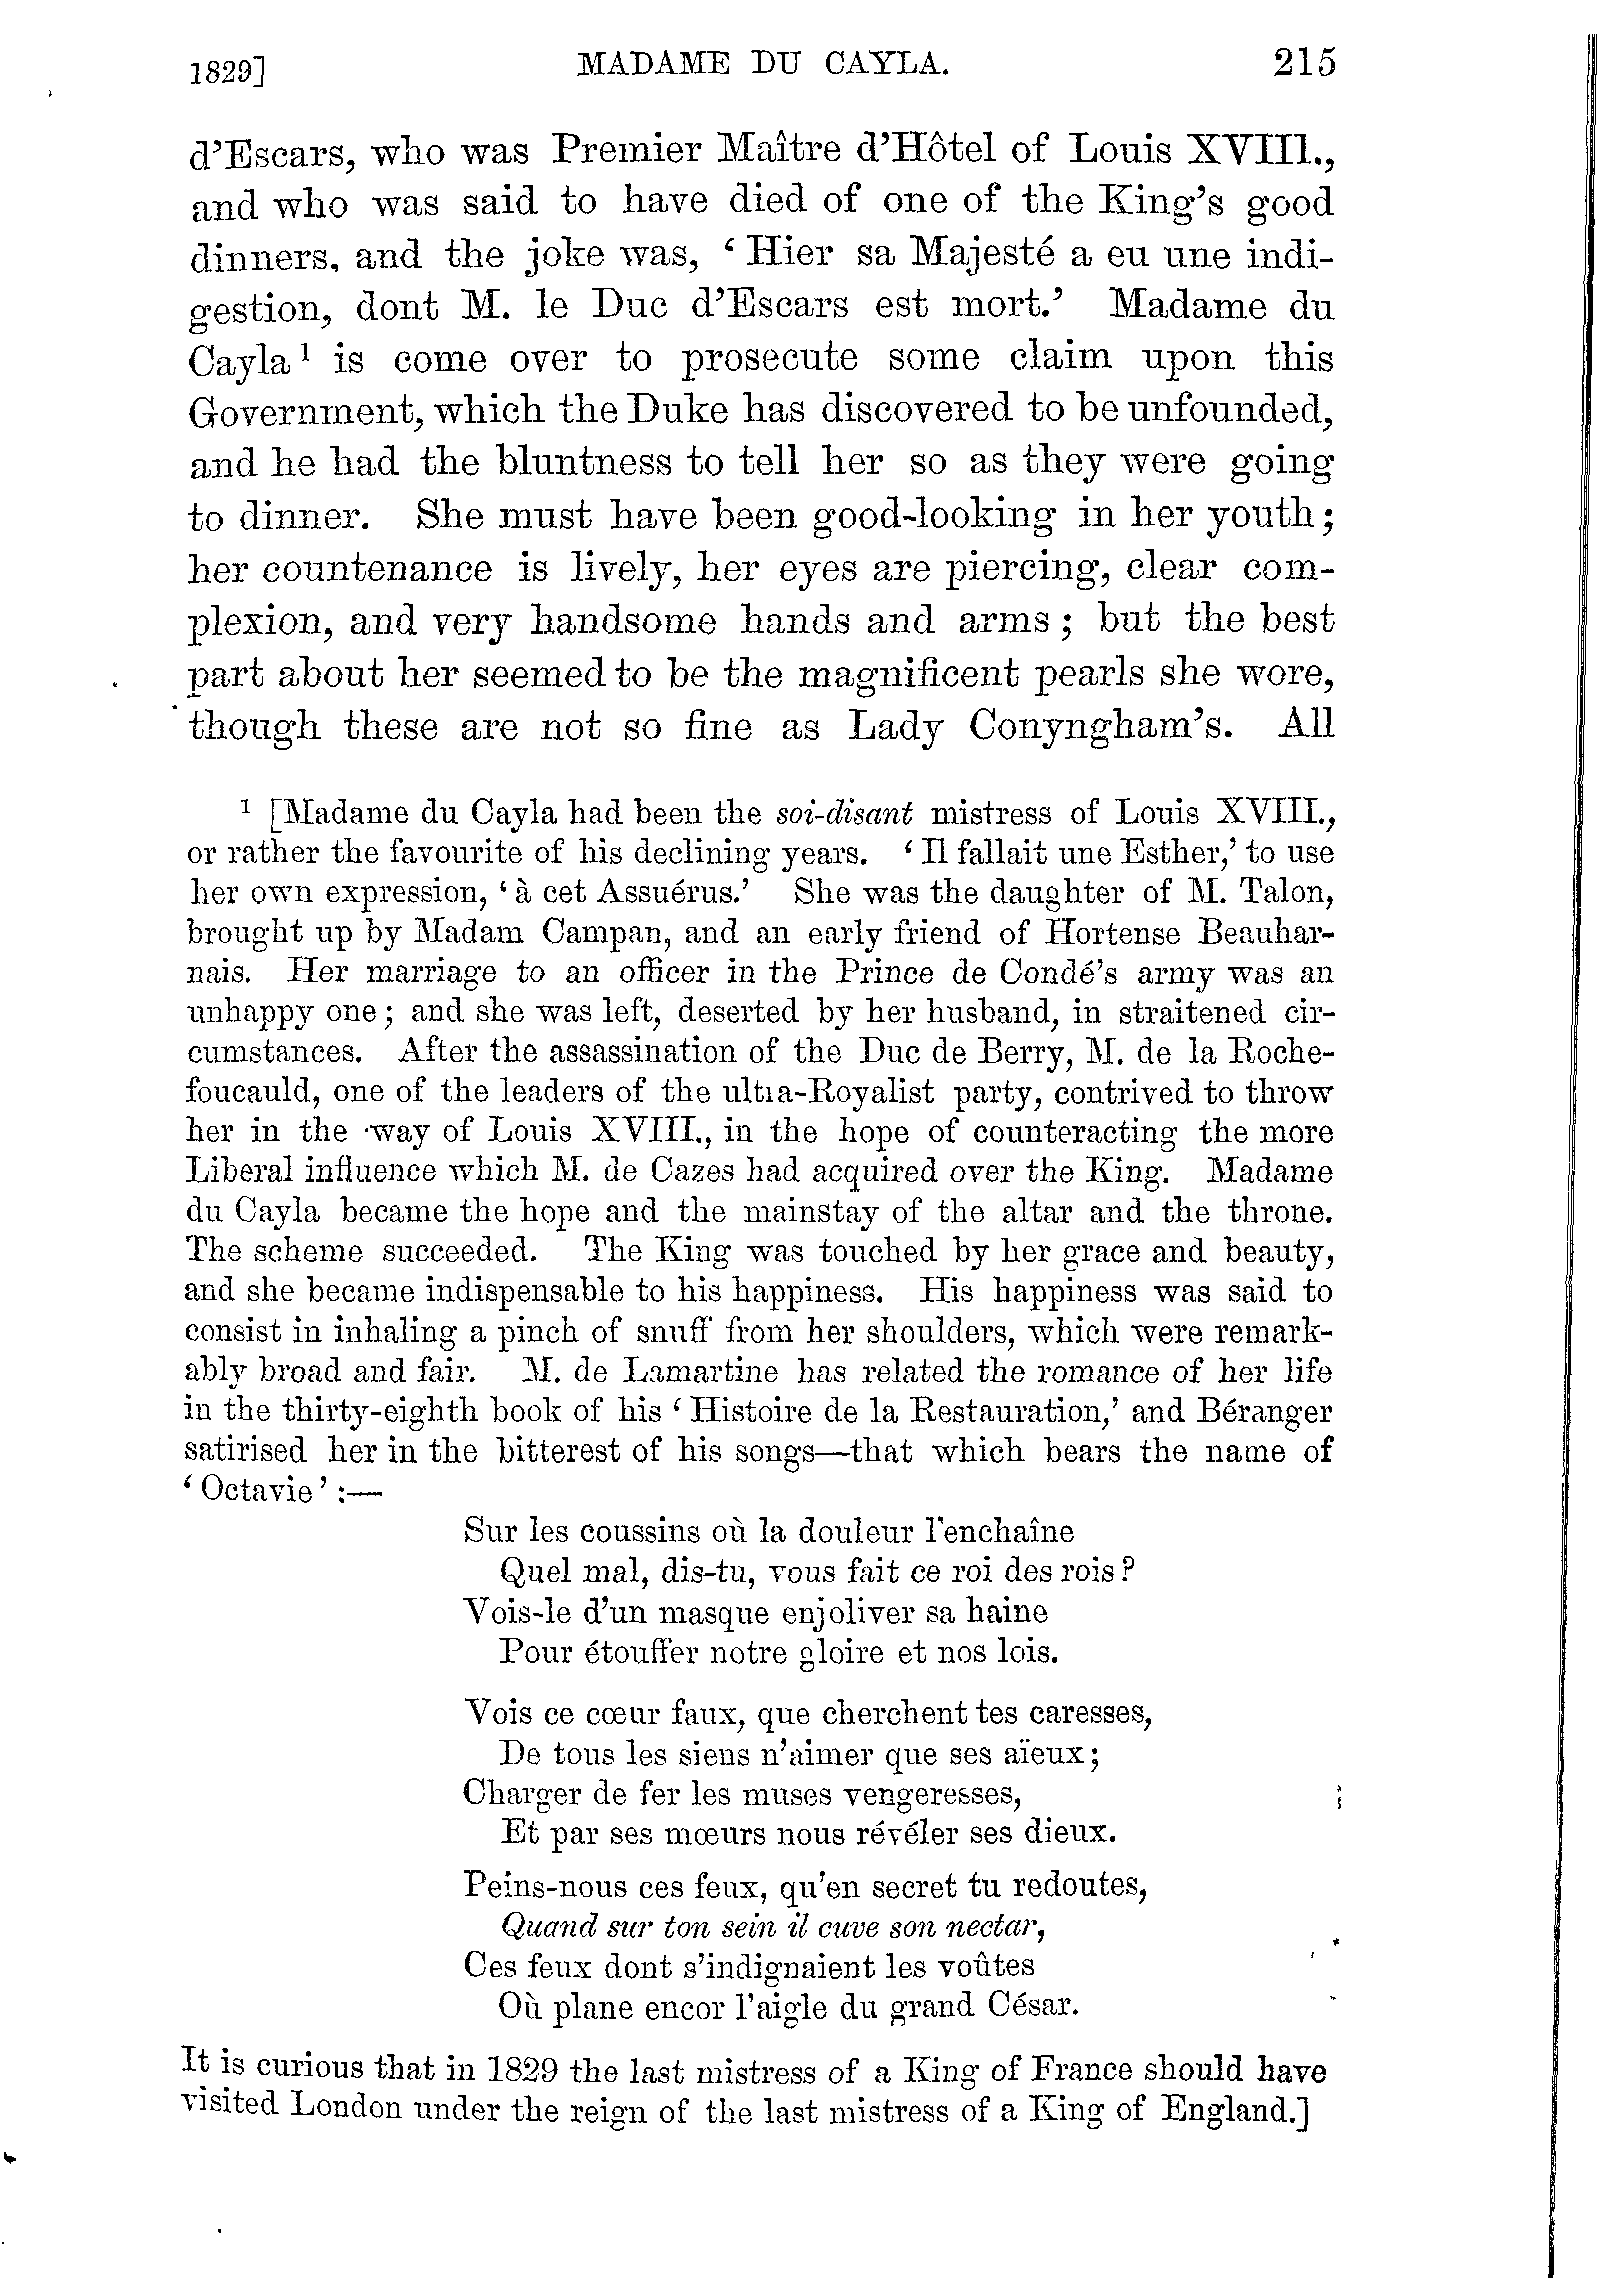 1829] MADAME DU CAYLA. 215
d'Escars, who was Premier Maître d'Hôtel of Louis XVIII.,
and who was said to have died of one of the King's good
dinners, and the joke was, ‘Hier sa Majesté a eu une indi-
gestion, dont M. le Duc d'Escars est mort.’ Madame du
Cayla¹ is come over to prosecute some claim upon this
Government, which the Duke has discovered to be unfounded,
and he had the bluntness to tell her so as they were going
to dinner. She must have been good-looking in her youth;
her countenance is lively, her eyes are piercing, clear com-
plexion, and very handsome hands and arms; but the best
part about her seemed to be the magnificent pearls she wore,
though these are not so fine as Lady Conyngham's. All
¹ [Madame du Cayla had been the soi-disant mistress of Louis XVIII.,
or rather the favourite of his declining years. ‘Il fallait une Esther,’ to use
her own expression, ‘à cet Assuérus.’ She was the daughter of M. Talon,
brought up by Madam Campan, and an early friend of Hortense Beauhar-
nais. Her marriage to an officer in the Prince de Condé's army was an
unhappy one; and she was left, deserted by her husband, in straitened cir-
cumstances. After the assassination of the Duc de Berry, M. de la Roche-
foucauld, one of the leaders of the ultra-Royalist party, contrived to throw
her in the way of Louis XVIII., in the hope of counteracting the more
Liberal influence which M. de Cazes had acquired over the King. Madame
du Cayla became the hope and the mainstay of the altar and the throne.
The scheme succeeded. The King was touched by her grace and beauty,
and she became indispensable to his happiness. His happiness was said to
consist in inhaling a pinch of snuff from her shoulders, which were remark-
ably broad and fair. M. de Lamartine has related the romance of her life
in the thirty-eighth book of his ‘Histoire de la Restauration,’ and Béranger
satirised her in the bitterest of his songs—that which bears the name of
‘Octavie’:—
Sur les coussins où la douleur l'enchaîne
Quel mal, dis-tu, vous fait ce roi des rois?
Vois-le d'un masque enjoliver sa haine
Pour étouffer notre gloire et nos lois.
Vois ce cœur faux, que cherchent tes caresses,
De tous les siens n'aimer que ses aïeux;
Charger de fer les muses vengeresses,
Et par ses mœurs nous révéler ses dieux.
Peins-nous ces feux, qu'en secret tu redoutes,
Quand sur ton sein il cuve son nectar,
Ces feux dont s'indignaient les voûtes
Où plane encor l'aigle du grand César.
It is curious that in 1829 the last mistress of a King of France should have
visited London under the reign of the last mistress of a King of England.]